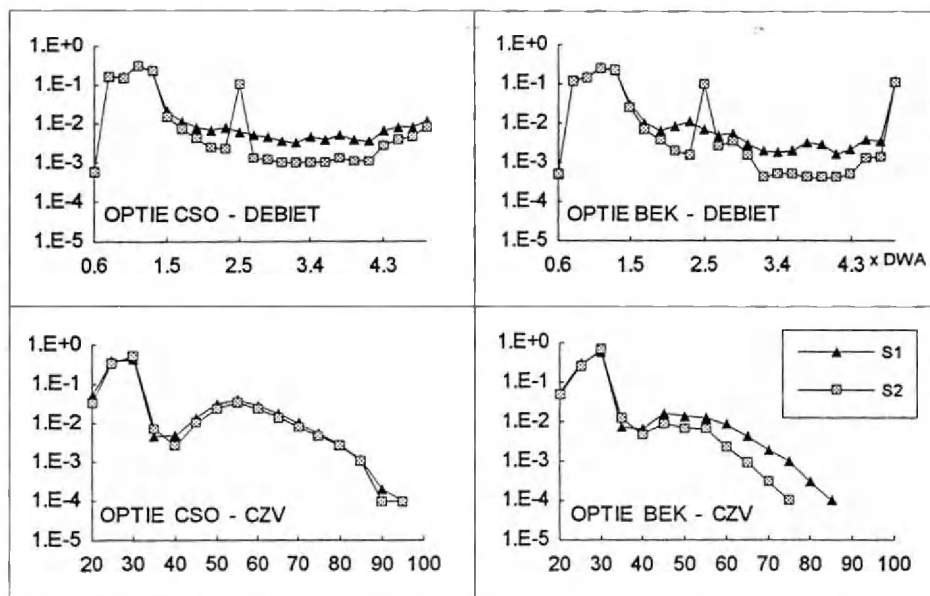 1.E+0
1.E-1
1.E-2
1.E-3
1.E-4
1.E-5
OPTIE CSO - DEBIET
0.6 1.5 2.5 3.4 4.3
1.E+0
1.E-1
1.E-2
1.E-3
1.E-4
1.E-5
OPTIE BEK - DEBIET
0.6 1.5 2.5 3.4 4.3 x DWA
1.E+0
1.E-1
1.E-2
1.E-3
1.E-4
1.E-5
OPTIE CSO - CZV
20 30 40 50 60 70 80 90 100
1.E+0
1.E-1
1.E-2
1.E-3
1.E-4
1.E-5
S1
S2
OPTIE BEK - CZV
20 30 40 50 60 70 80 90 100